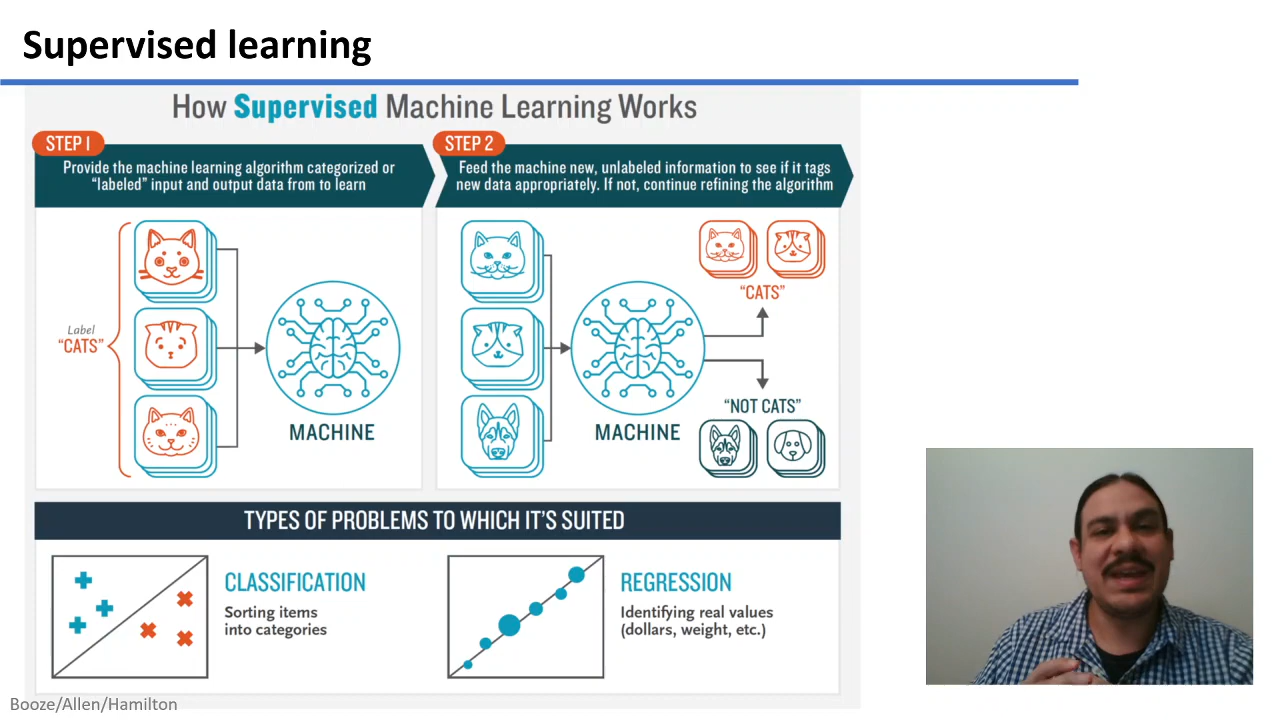 Supervised learning
How Supervised Machine Learning Works
STEP 1
Provide the machine learning algorithm categorized or
“labeled” input and output data from to learn
STEP 2
Feed the machine new, unlabeled information to see if it tags
new data appropriately. If not, continue refining the algorithm
Label
“CATS”
MACHINE
MACHINE
“CATS”
“NOT CATS”
TYPES OF PROBLEMS TO WHICH IT’S SUITED
CLASSIFICATION
Sorting items
into categories
REGRESSION
Identifying real values
(dollars, weight, etc.)
Booze/Allen/Hamilton